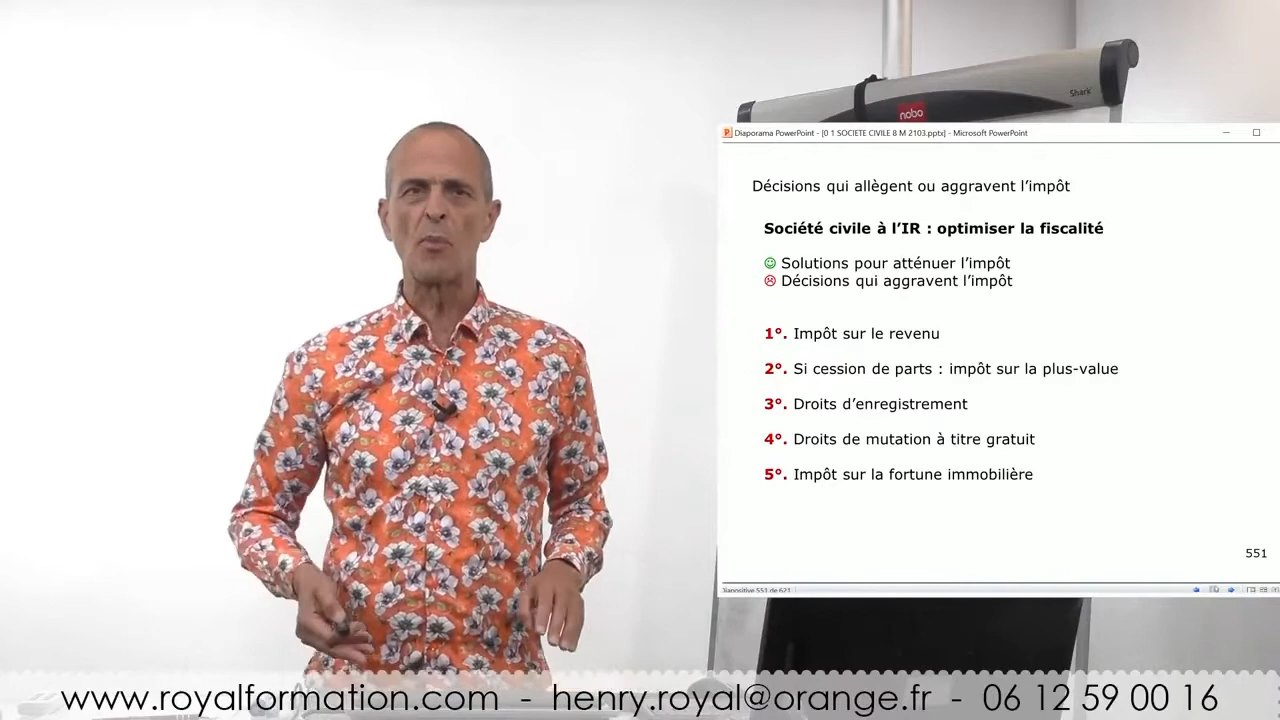 Shark
nobo
Diaporama PowerPoint - [0 1 SOCIETE CIVILE 8 M 2103.pptx] - Microsoft PowerPoint
Décisions qui allègent ou aggravent l'impôt
Société civile à l'IR : optimiser la fiscalité
Solutions pour atténuer l'impôt
Décisions qui aggravent l'impôt
1°. Impôt sur le revenu
2°. Si cession de parts : impôt sur la plus-value
3°. Droits d'enregistrement
4°. Droits de mutation à titre gratuit
5°. Impôt sur la fortune immobilière
551
Diapositive 551 de 621
www.royalformation.com - henry.royal@orange.fr - 06 12 59 00 16